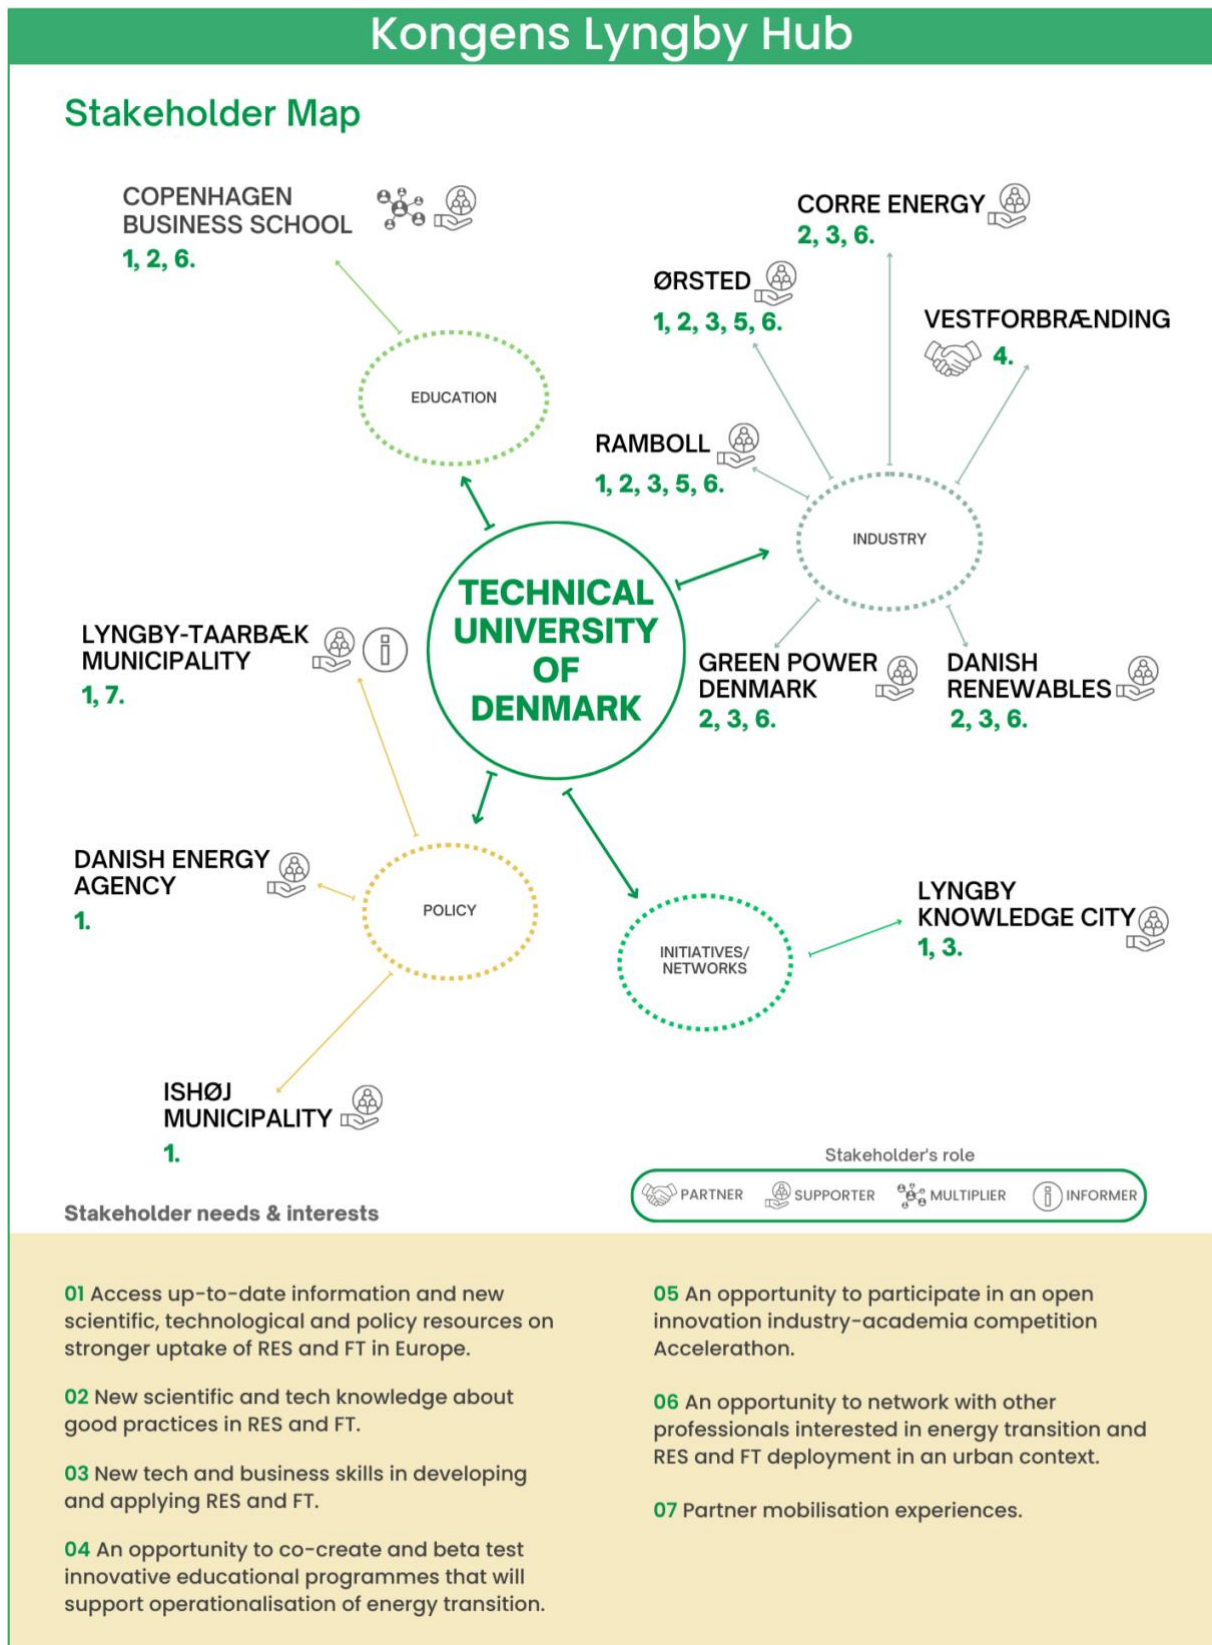 Kongens Lyngby Hub
Stakeholder Map
COPENHAGEN
BUSINESS SCHOOL
1, 2, 6.
CORRE ENERGY
2, 3, 6.
ØRSTED
1, 2, 3, 5, 6.
VESTFORBRÆNDING
4.
EDUCATION
RAMBOLL
1, 2, 3, 5, 6.
INDUSTRY
TECHNICAL
UNIVERSITY
OF
DENMARK
LYNGBY-TAARBÆK
MUNICIPALITY
1, 7.
GREEN POWER
DENMARK
2, 3, 6.
DANISH
RENEWABLES
2, 3, 6.
DANISH ENERGY
AGENCY
1.
POLICY
INITIATIVES/
NETWORKS
LYNGBY
KNOWLEDGE CITY
1, 3.
ISHØJ
MUNICIPALITY
1.
Stakeholder's role
PARTNER
SUPPORTER
MULTIPLIER
INFORMER
Stakeholder needs & interests
01 Access up-to-date information and new
scientific, technological and policy resources on
stronger uptake of RES and FT in Europe.
02 New scientific and tech knowledge about
good practices in RES and FT.
03 New tech and business skills in developing
and applying RES and FT.
04 An opportunity to co-create and beta test
innovative educational programmes that will
support operationalisation of energy transition.
05 An opportunity to participate in an open
innovation industry-academia competition
Accelerathon.
06 An opportunity to network with other
professionals interested in energy transition and
RES and FT deployment in an urban context.
07 Partner mobilisation experiences.